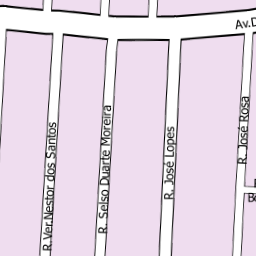 Av.D
R.Ver.Nestor dos Santos
R. Selso Duarte Moreira
R. José Lopes
R. José Rosa